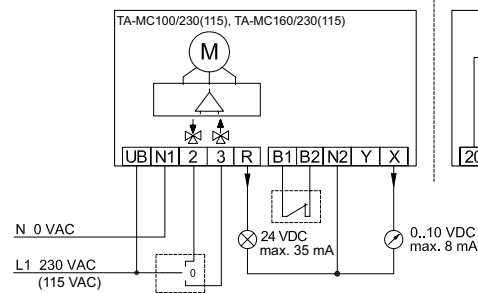 TA-MC100/230(115), TA-MC160/230(115)
M
UB N1 2 3 R B1 B2 N2 Y X
20
N 0 VAC
24 VDC
max. 35 mA
0..10 VDC
max. 8 mA
L1 230 VAC
(115 VAC)
0